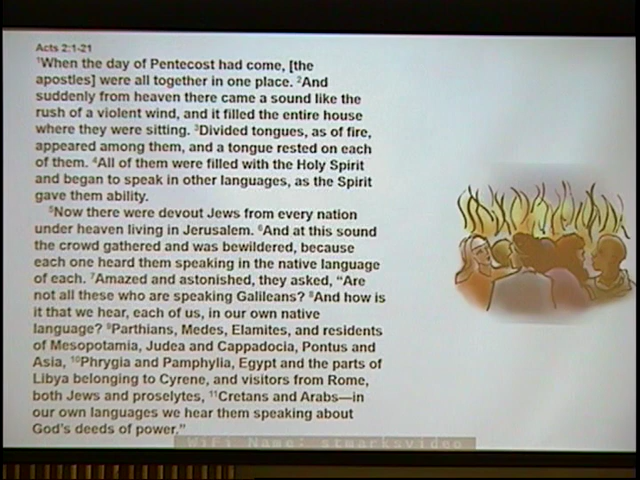 Acts 2:1-21
¹When the day of Pentecost had come, [the
apostles] were all together in one place. ²And
suddenly from heaven there came a sound like the
rush of a violent wind, and it filled the entire house
where they were sitting. ³Divided tongues, as of fire,
appeared among them, and a tongue rested on each
of them. ⁴All of them were filled with the Holy Spirit
and began to speak in other languages, as the Spirit
gave them ability.
⁵Now there were devout Jews from every nation
under heaven living in Jerusalem. ⁶And at this sound
the crowd gathered and was bewildered, because
each one heard them speaking in the native language
of each. ⁷Amazed and astonished, they asked, “Are
not all these who are speaking Galileans? ⁸And how is
it that we hear, each of us, in our own native
language? ⁹Parthians, Medes, Elamites, and residents
of Mesopotamia, Judea and Cappadocia, Pontus and
Asia, ¹⁰Phrygia and Pamphylia, Egypt and the parts of
Libya belonging to Cyrene, and visitors from Rome,
both Jews and proselytes, ¹¹Cretans and Arabs—in
our own languages we hear them speaking about
God’s deeds of power.”
WiFi Name: stmarksvideo